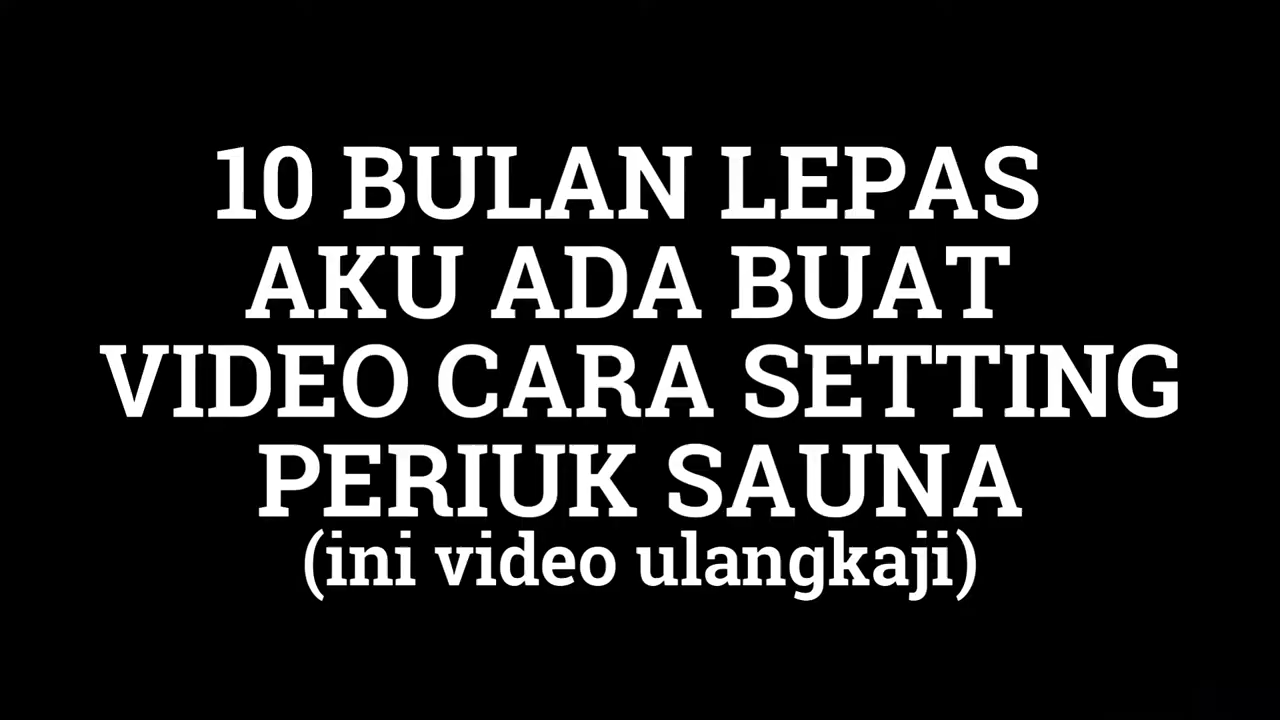 10 BULAN LEPAS
AKU ADA BUAT
VIDEO CARA SETTING
PERIUK SAUNA
(ini video ulangkaji)